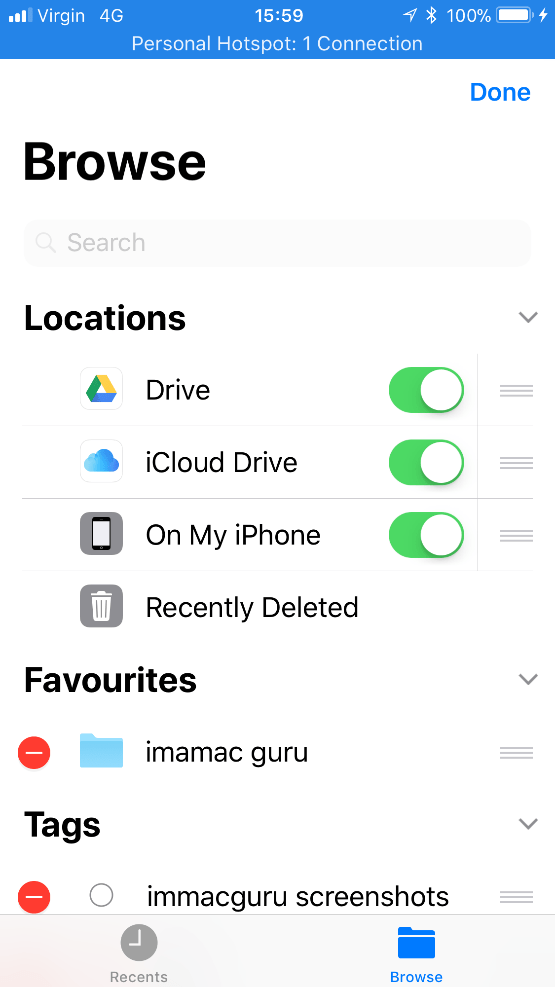 Virgin 4G 15:59 100%
Personal Hotspot: 1 Connection
Done
Browse
Search
Locations
Drive
iCloud Drive
On My iPhone
Recently Deleted
Favourites
imamac guru
Tags
immacguru screenshots
Recents Browse